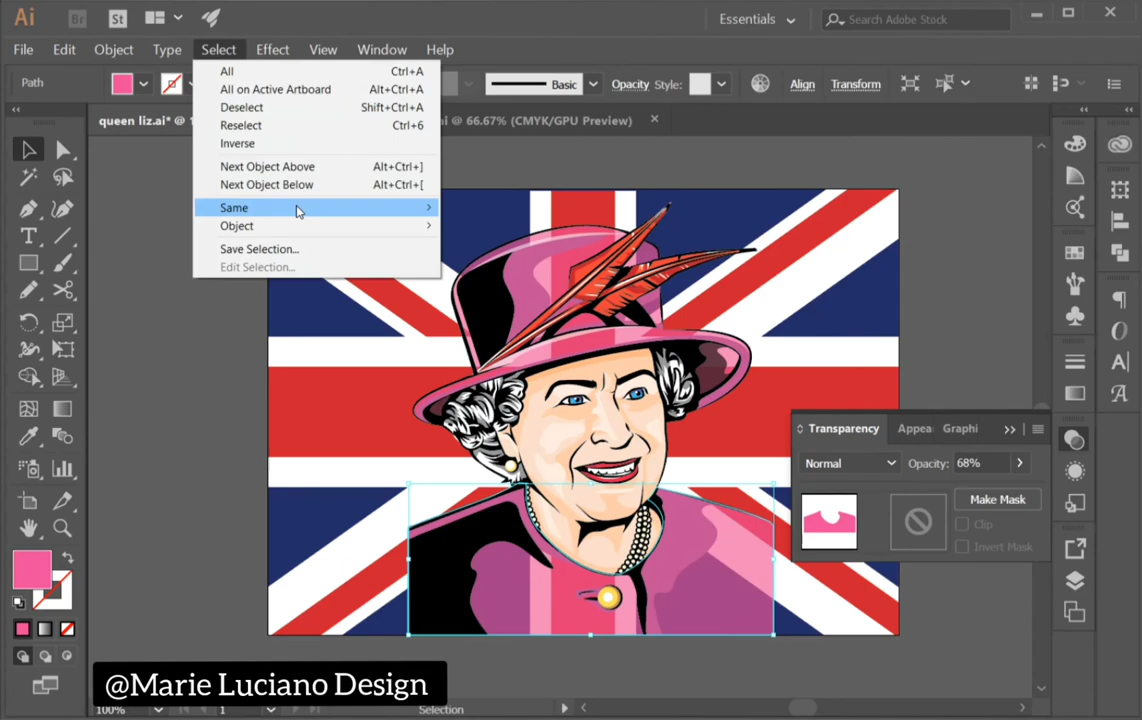 Ai Br St Essentials Search Adobe Stock
File Edit Object Type Select Effect View Window Help
Path Basic Opacity Style: Align Transform
queen liz.ai* @ 1 .ai @ 66.67% (CMYK/GPU Preview)
All Ctrl+A
All on Active Artboard Alt+Ctrl+A
Deselect Shift+Ctrl+A
Reselect Ctrl+6
Inverse
Next Object Above Alt+Ctrl+]
Next Object Below Alt+Ctrl+[
Same
Object
Save Selection...
Edit Selection...
Transparency Appea Graphi
Normal Opacity: 68%
Make Mask
Clip
Invert Mask
@Marie Luciano Design
100% 1 Selection